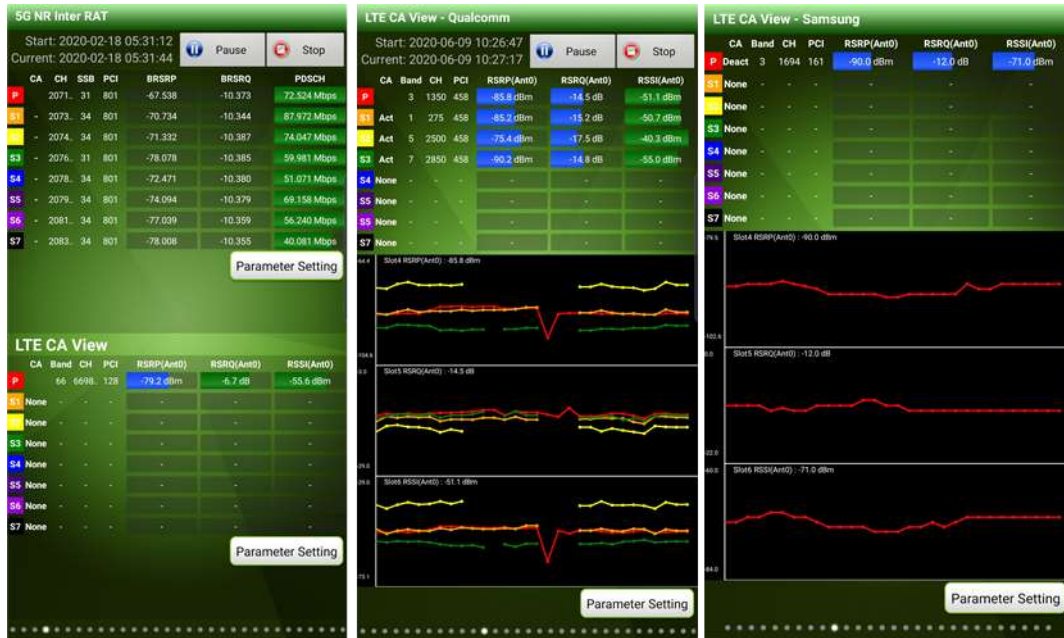 5G NR Inter RAT
Start: 2020-02-18 05:31:12
Current: 2020-02-18 05:31:44
Pause
Stop
CA CH SSB PCI BRSRP BRSRQ PDSCH
P 2071.. 31 801 -67.538 -10.373 72.524 Mbps
S1 - 2073.. 34 801 -70.734 -10.344 87.972 Mbps
- 2074.. 34 801 -71.332 -10.387 74.047 Mbps
S3 - 2076.. 31 801 -78.078 -10.385 59.981 Mbps
S4 - 2078.. 34 801 -72.471 -10.380 51.071 Mbps
S5 - 2079.. 34 801 -74.094 -10.379 69.158 Mbps
S6 - 2081.. 34 801 -77.039 -10.359 56.240 Mbps
S7 - 2083.. 34 801 -78.008 -10.355 40.081 Mbps
Parameter Setting
LTE CA View
CA Band CH PCI RSRP(Ant0) RSRQ(Ant0) RSSI(Ant0)
P 66 6698.. 128 -79.2 dBm -6.7 dB -55.6 dBm
S1 None - - - - - -
None - - - - - -
S3 None - - - - - -
S4 None - - - - - -
S5 None - - - - - -
S6 None - - - - - -
S7 None - - - - - -
Parameter Setting
LTE CA View - Qualcomm
Start: 2020-06-09 10:26:47
Current: 2020-06-09 10:27:17
Pause
Stop
CA Band CH PCI RSRP(Ant0) RSRQ(Ant0) RSSI(Ant0)
P 3 1350 458 -85.8 dBm -14.5 dB -51.1 dBm
S1 Act 1 275 458 -85.2 dBm -15.2 dB -50.7 dBm
Act 5 2500 458 -75.4 dBm -17.5 dB -40.3 dBm
S3 Act 7 2850 458 -90.2 dBm -14.8 dB -55.0 dBm
S4 None - - - - - -
S5 None - - - - - -
S5 None - - - - - -
S7 None - - - - - -
Slot4 RSRP(Ant0) : -85.8 dBm
Slot5 RSRQ(Ant0) : -14.5 dB
Slot6 RSSI(Ant0) : -51.1 dBm
Parameter Setting
LTE CA View - Samsung
CA Band CH PCI RSRP(Ant0) RSRQ(Ant0) RSSI(Ant0)
P Deact 3 1694 161 -90.0 dBm -12.0 dB -71.0 dBm
S1 None - - - - - -
None - - - - - -
S3 None - - - - - -
S4 None - - - - - -
S5 None - - - - - -
S6 None - - - - - -
S7 None - - - - - -
Slot4 RSRP(Ant0) : -90.0 dBm
-102.6
Slot5 RSRQ(Ant0) : -12.0 dB
-22.0
Slot6 RSSI(Ant0) : -71.0 dBm
-84.0
Parameter Setting